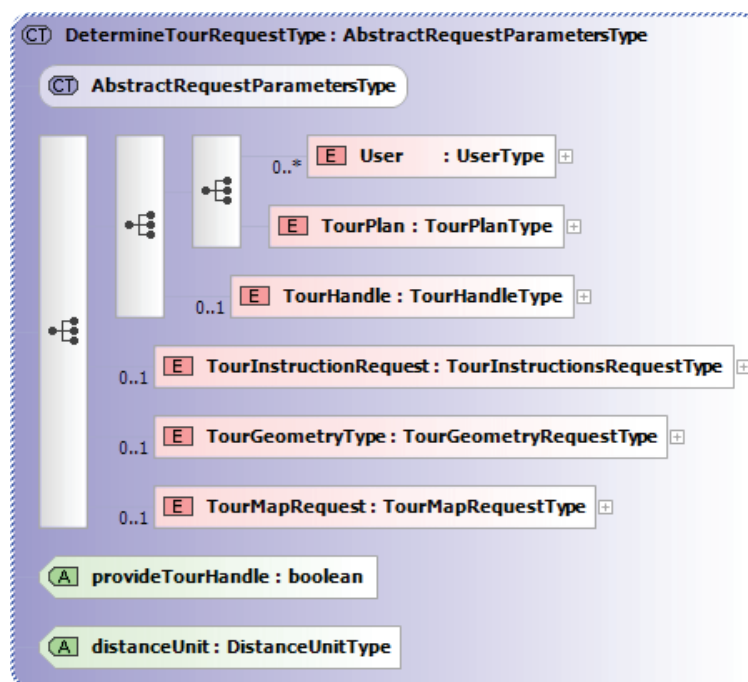 CT DetermineTourRequestType : AbstractRequestParametersType
CT AbstractRequestParametersType
0..* E User : UserType
E TourPlan : TourPlanType
0..1 E TourHandle : TourHandleType
0..1 E TourInstructionRequest : TourInstructionsRequestType
0..1 E TourGeometryType : TourGeometryRequestType
0..1 E TourMapRequest : TourMapRequestType
A provideTourHandle : boolean
A distanceUnit : DistanceUnitType